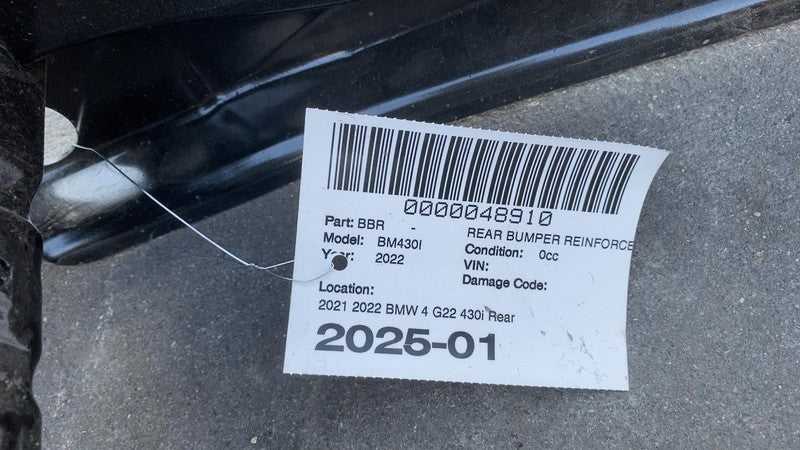 0000048910
Part: BBR - REAR BUMPER REINFORCE
Model: BM430I Condition: 0cc
Year: 2022 VIN:
Damage Code:
Location:
2021 2022 BMW 4 G22 430i Rear
2025-01